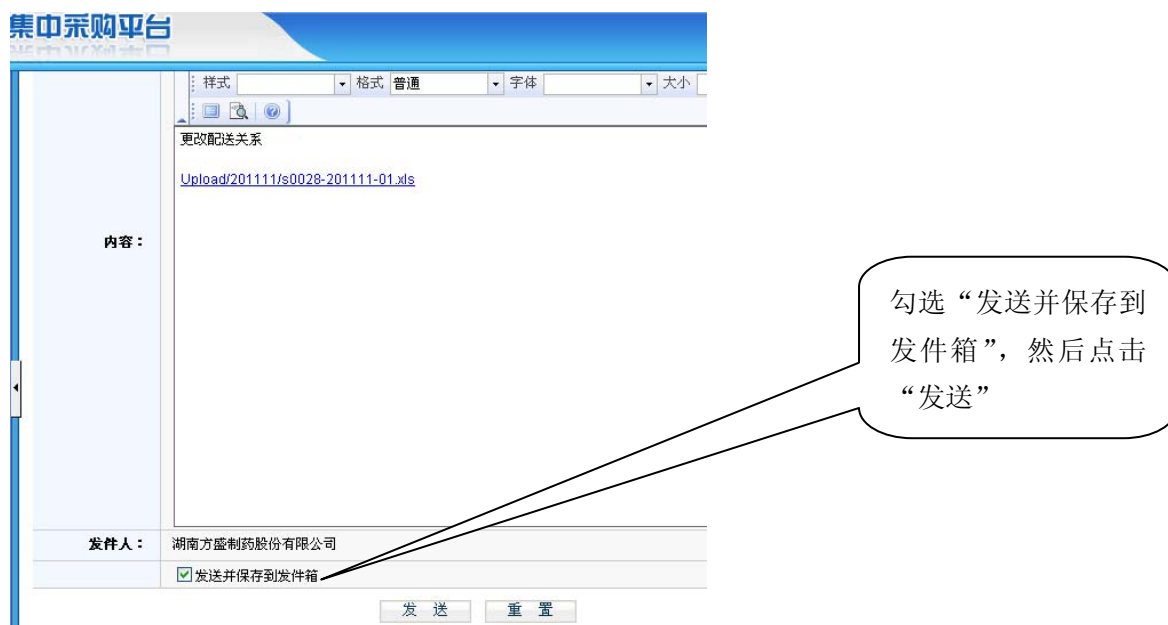 集中采购平台
样式 格式 普通 字体 大小
更改配送关系
Upload/201111/s0028-201111-01.xls
内容：
勾选“发送并保存到
发件箱”，然后点击
“发送”
发件人： 湖南方盛制药股份有限公司
发送并保存到发件箱
发 送 重 置